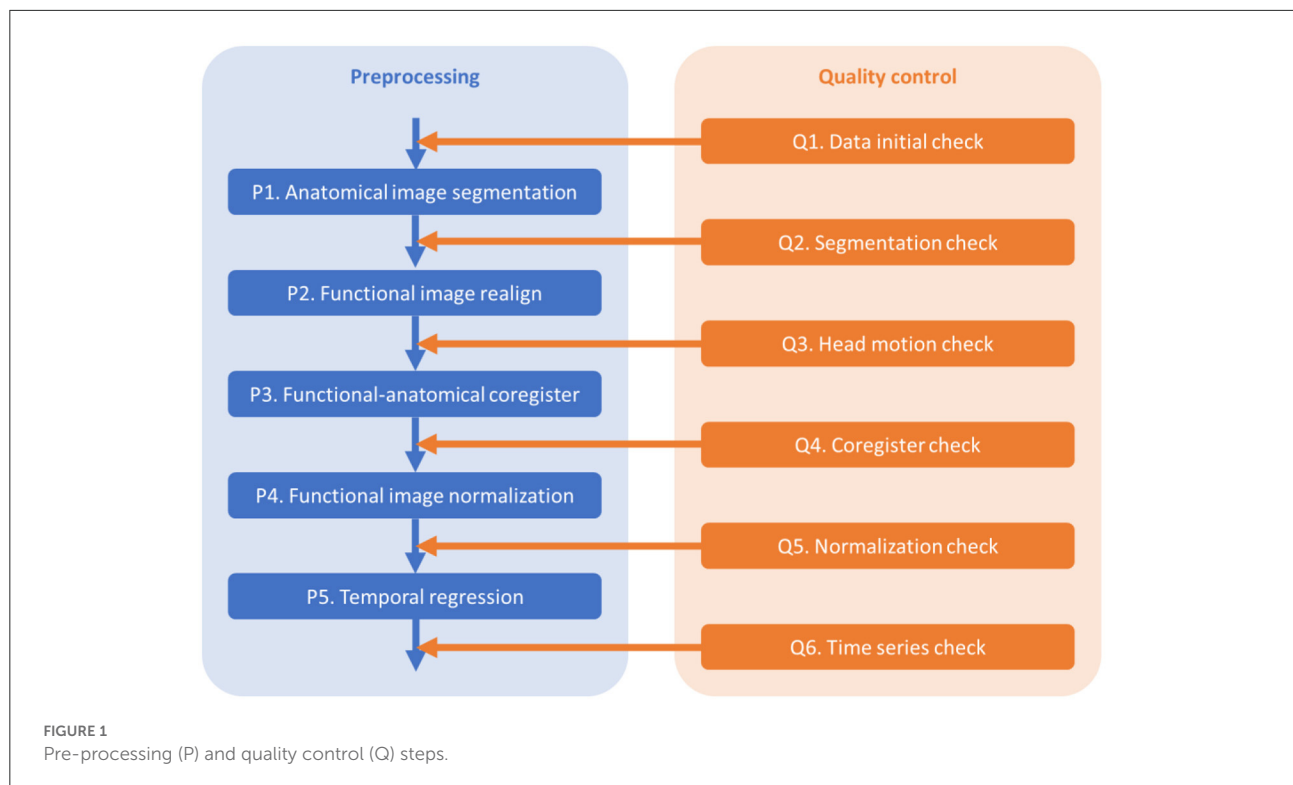 Preprocessing
Quality control
Q1. Data initial check
P1. Anatomical image segmentation
Q2. Segmentation check
P2. Functional image realign
Q3. Head motion check
P3. Functional-anatomical coregister
Q4. Coregister check
P4. Functional image normalization
Q5. Normalization check
P5. Temporal regression
Q6. Time series check
FIGURE 1
Pre-processing (P) and quality control (Q) steps.